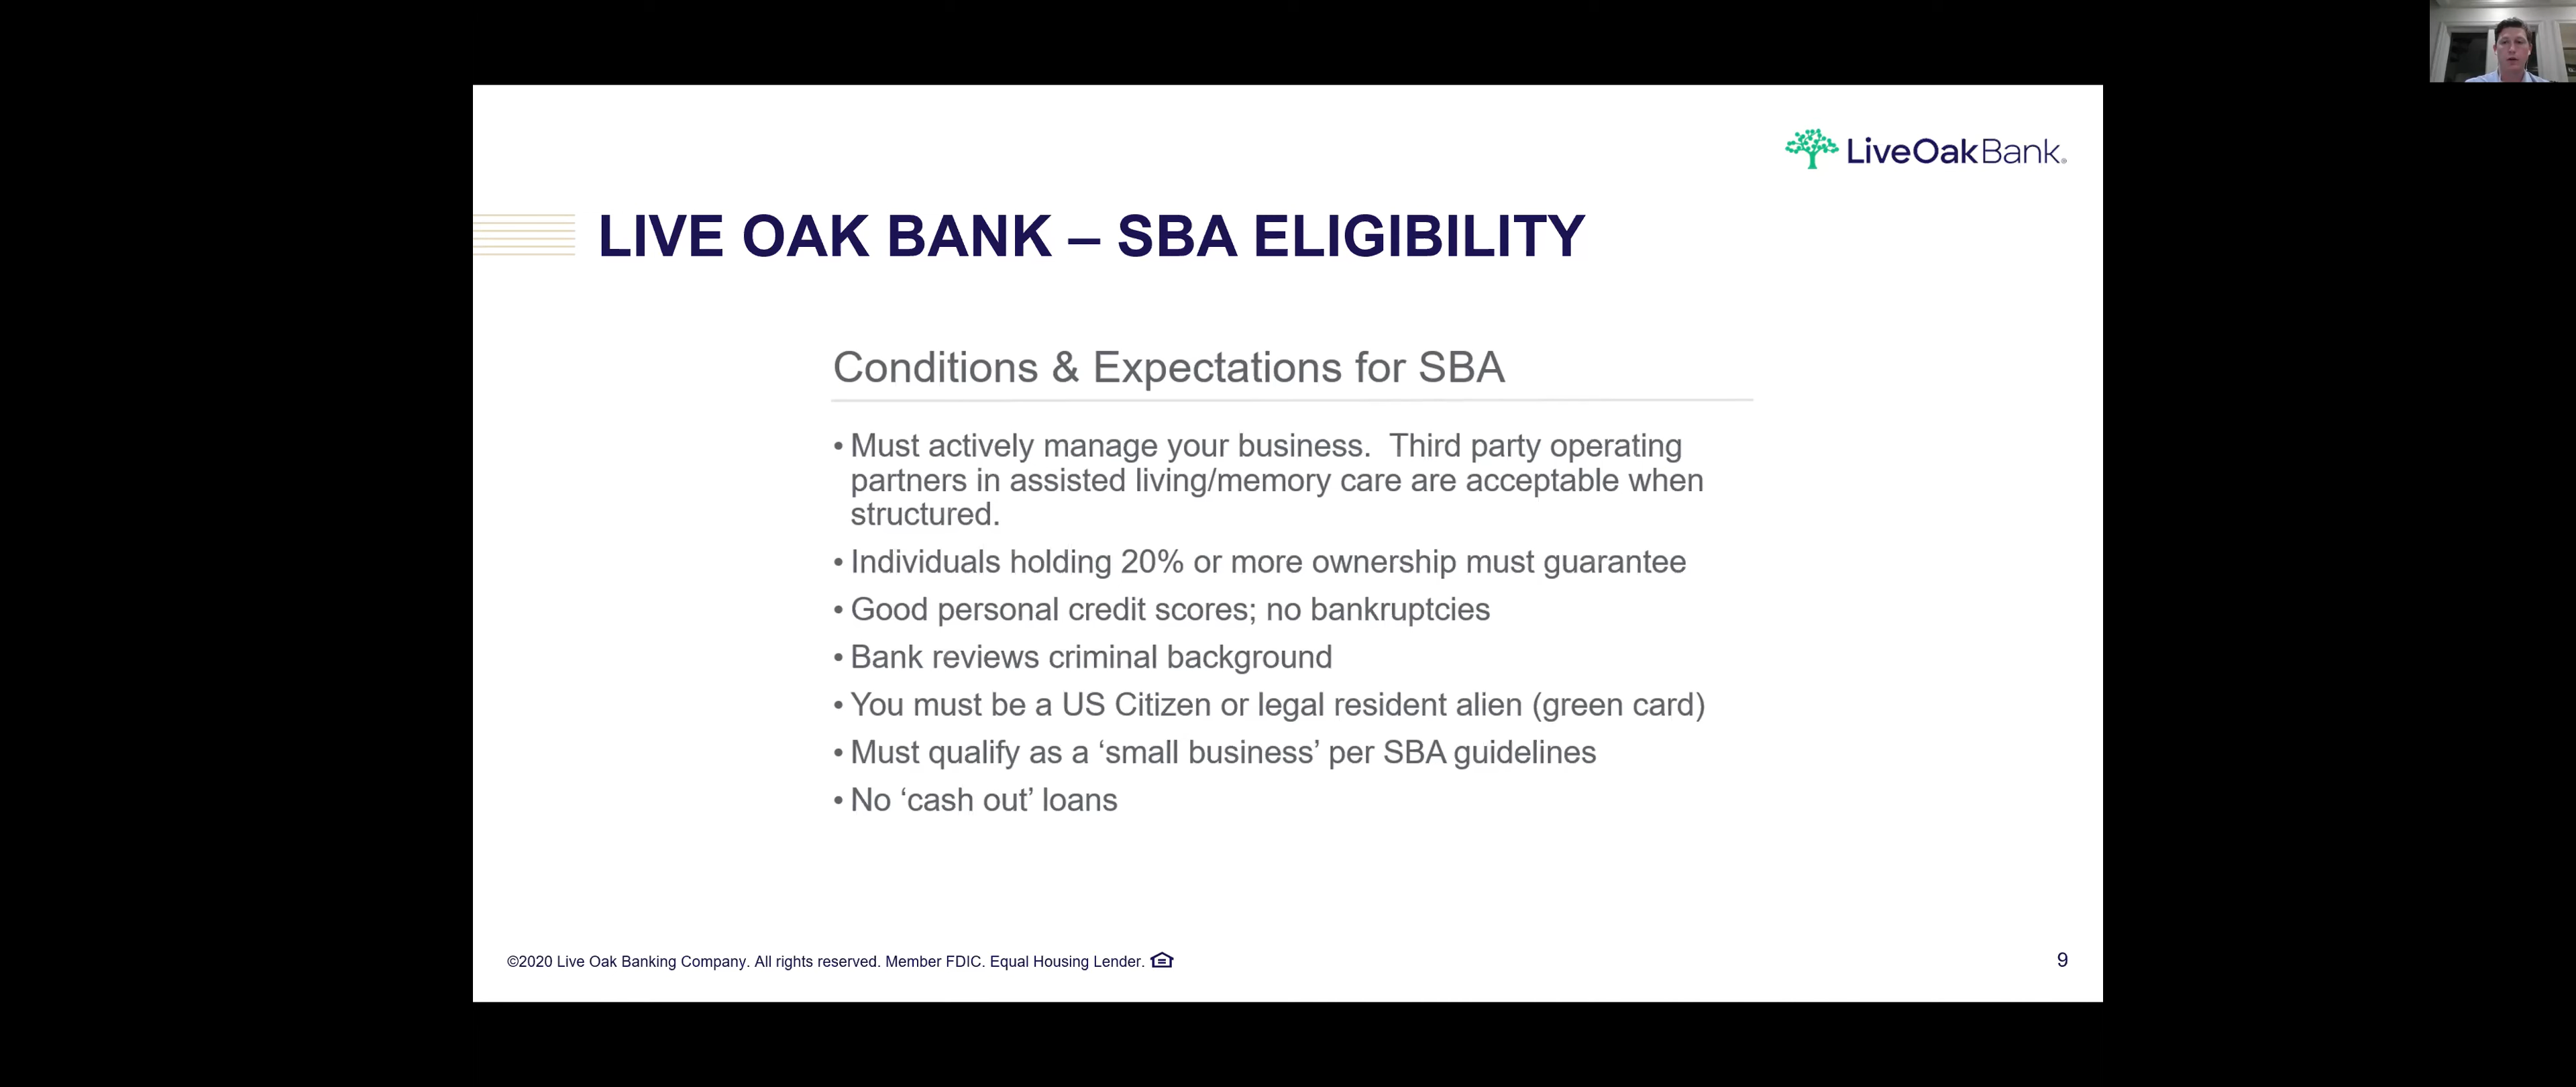 LiveOakBank®
LIVE OAK BANK – SBA ELIGIBILITY
Conditions & Expectations for SBA
• Must actively manage your business.  Third party operating
partners in assisted living/memory care are acceptable when
structured.
• Individuals holding 20% or more ownership must guarantee
• Good personal credit scores; no bankruptcies
• Bank reviews criminal background
• You must be a US Citizen or legal resident alien (green card)
• Must qualify as a ‘small business’ per SBA guidelines
• No ‘cash out’ loans
©2020 Live Oak Banking Company. All rights reserved. Member FDIC. Equal Housing Lender.
9